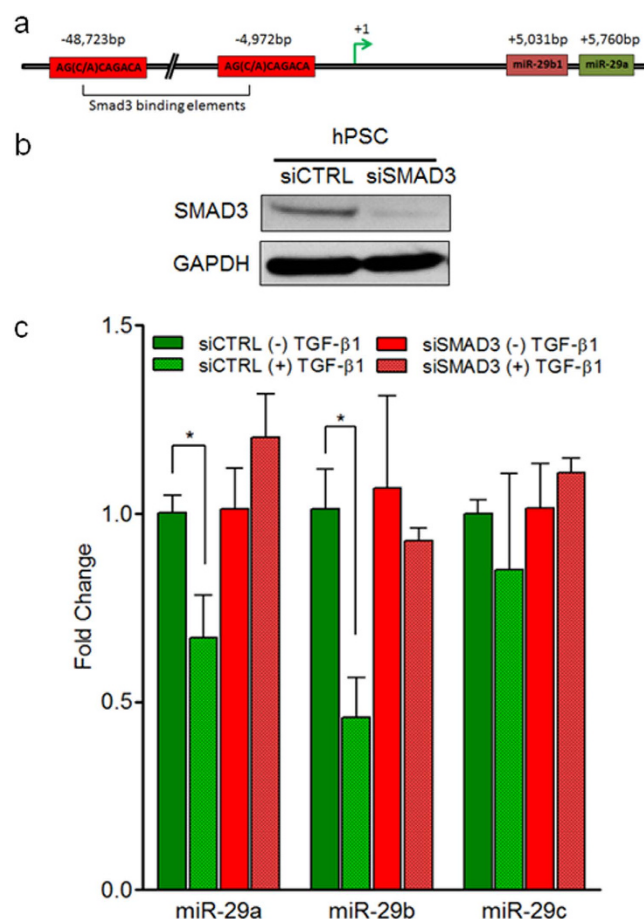 a
-48,723bp
-4,972bp
+1
+5,031bp
+5,760bp
AG(C/A)CAGACA
AG(C/A)CAGACA
miR-29b1
miR-29a
Smad3 binding elements
b
hPSC
siCTRL siSMAD3
SMAD3
GAPDH
c
1.5
siCTRL (-) TGF-β1
siSMAD3 (-) TGF-β1
siCTRL (+) TGF-β1
siSMAD3 (+) TGF-β1
*
*
1.0
Fold Change
0.5
0.0
miR-29a
miR-29b
miR-29c